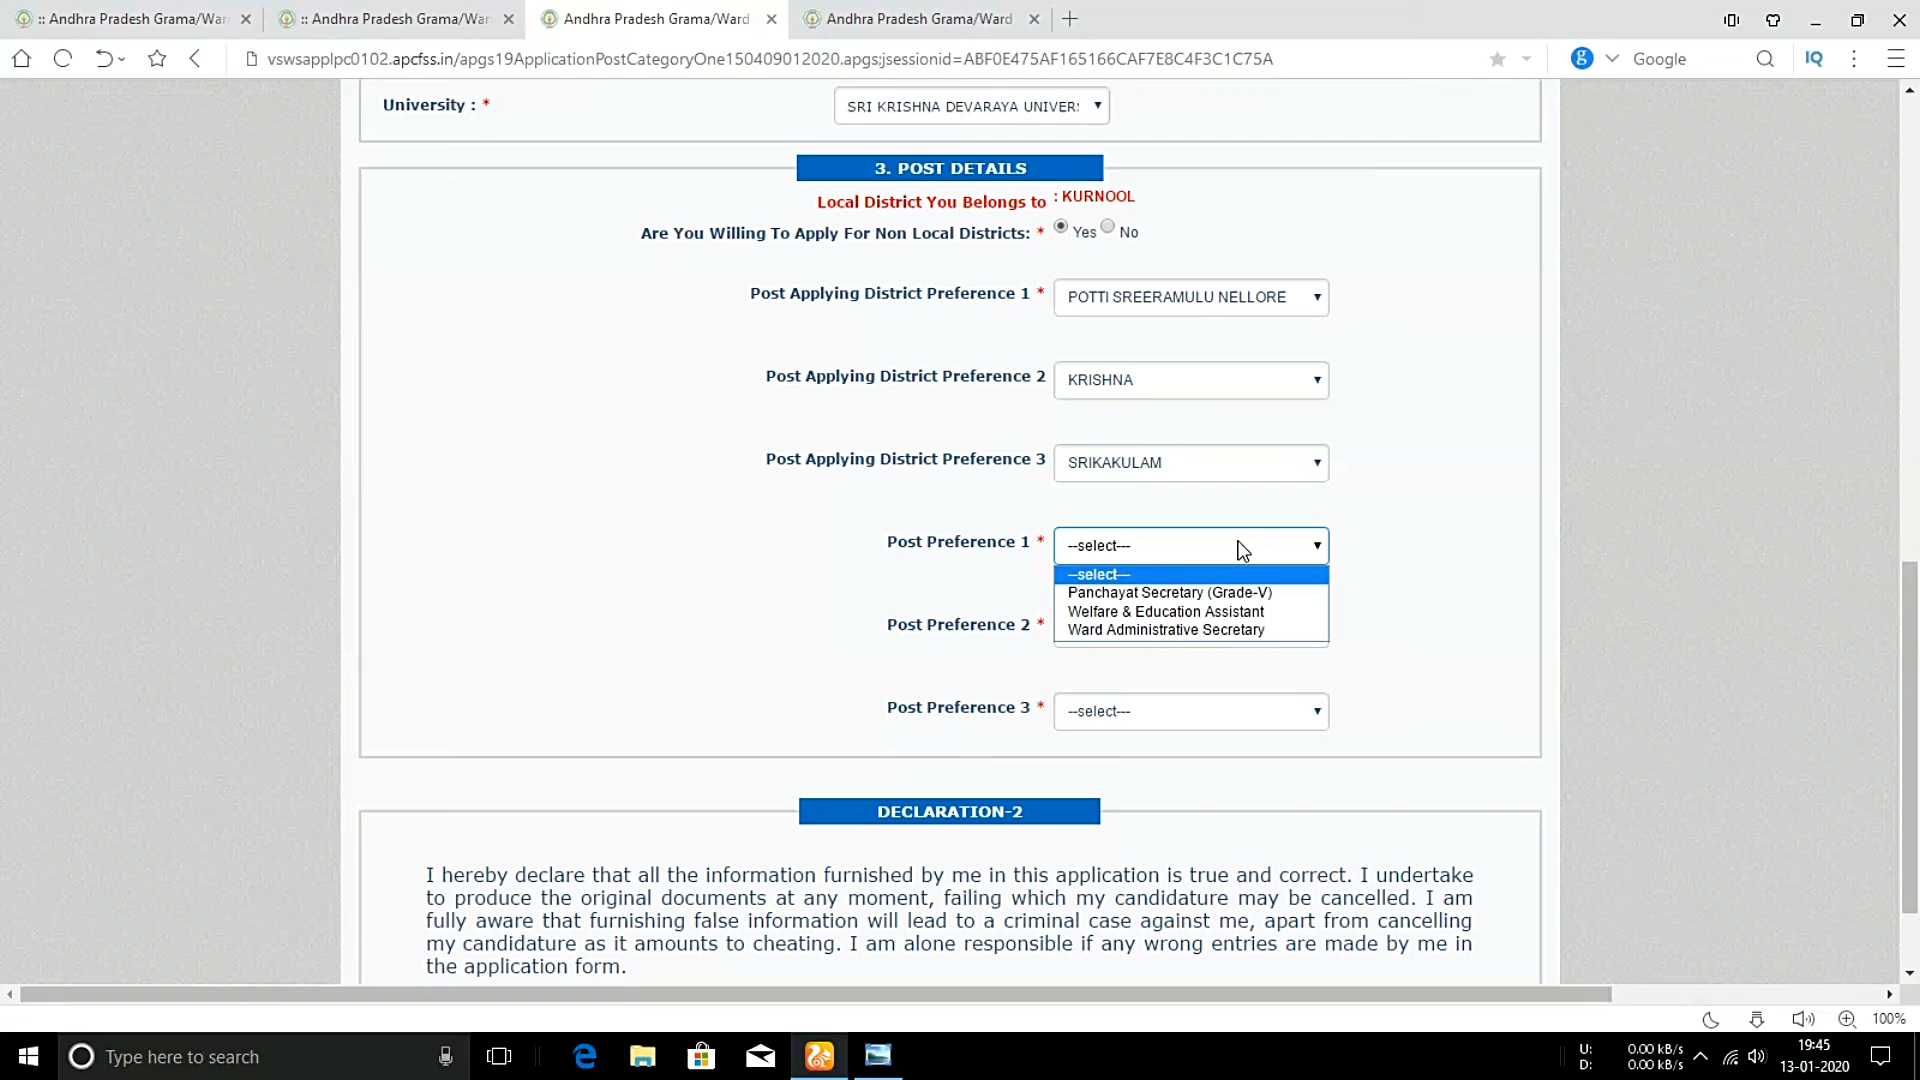 :: Andhra Pradesh Grama/War
:: Andhra Pradesh Grama/War
Andhra Pradesh Grama/Ward
Andhra Pradesh Grama/Ward
vswsapplpc0102.apcfss.in/apgs19ApplicationPostCategoryOne150409012020.apgs;jsessionid=ABF0E475AF165166CAF7E8C4F3C1C75A
g
Google
IQ
University : *
SRI KRISHNA DEVARAYA UNIVER
3. POST DETAILS
Local District You Belongs to : KURNOOL
Are You Willing To Apply For Non Local Districts: * Yes No
Post Applying District Preference 1 * POTTI SREERAMULU NELLORE
Post Applying District Preference 2 KRISHNA
Post Applying District Preference 3 SRIKAKULAM
Post Preference 1 * --select---
--select---
Panchayat Secretary (Grade-V)
Welfare & Education Assistant
Ward Administrative Secretary
Post Preference 2 *
Post Preference 3 * --select---
DECLARATION-2
I hereby declare that all the information furnished by me in this application is true and correct. I undertake
to produce the original documents at any moment, failing which my candidature may be cancelled. I am
fully aware that furnishing false information will lead to a criminal case against me, apart from cancelling
my candidature as it amounts to cheating. I am alone responsible if any wrong entries are made by me in
the application form.
100%
Type here to search
U: 0.00 kB/s
D: 0.00 kB/s
19:45
13-01-2020